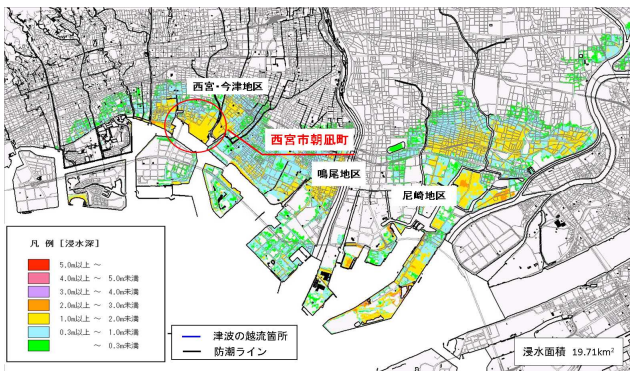 西宮・今津地区
西宮市朝凪町
鳴尾地区
尼崎地区
凡 例 [浸水深]
5.0m以上 ~
4.0m以上 ~ 5.0m未満
3.0m以上 ~ 4.0m未満
2.0m以上 ~ 3.0m未満
1.0m以上 ~ 2.0m未満
0.3m以上 ~ 1.0m未満
~ 0.3m未満
津波の越流箇所
防潮ライン
浸水面積 19.71km²